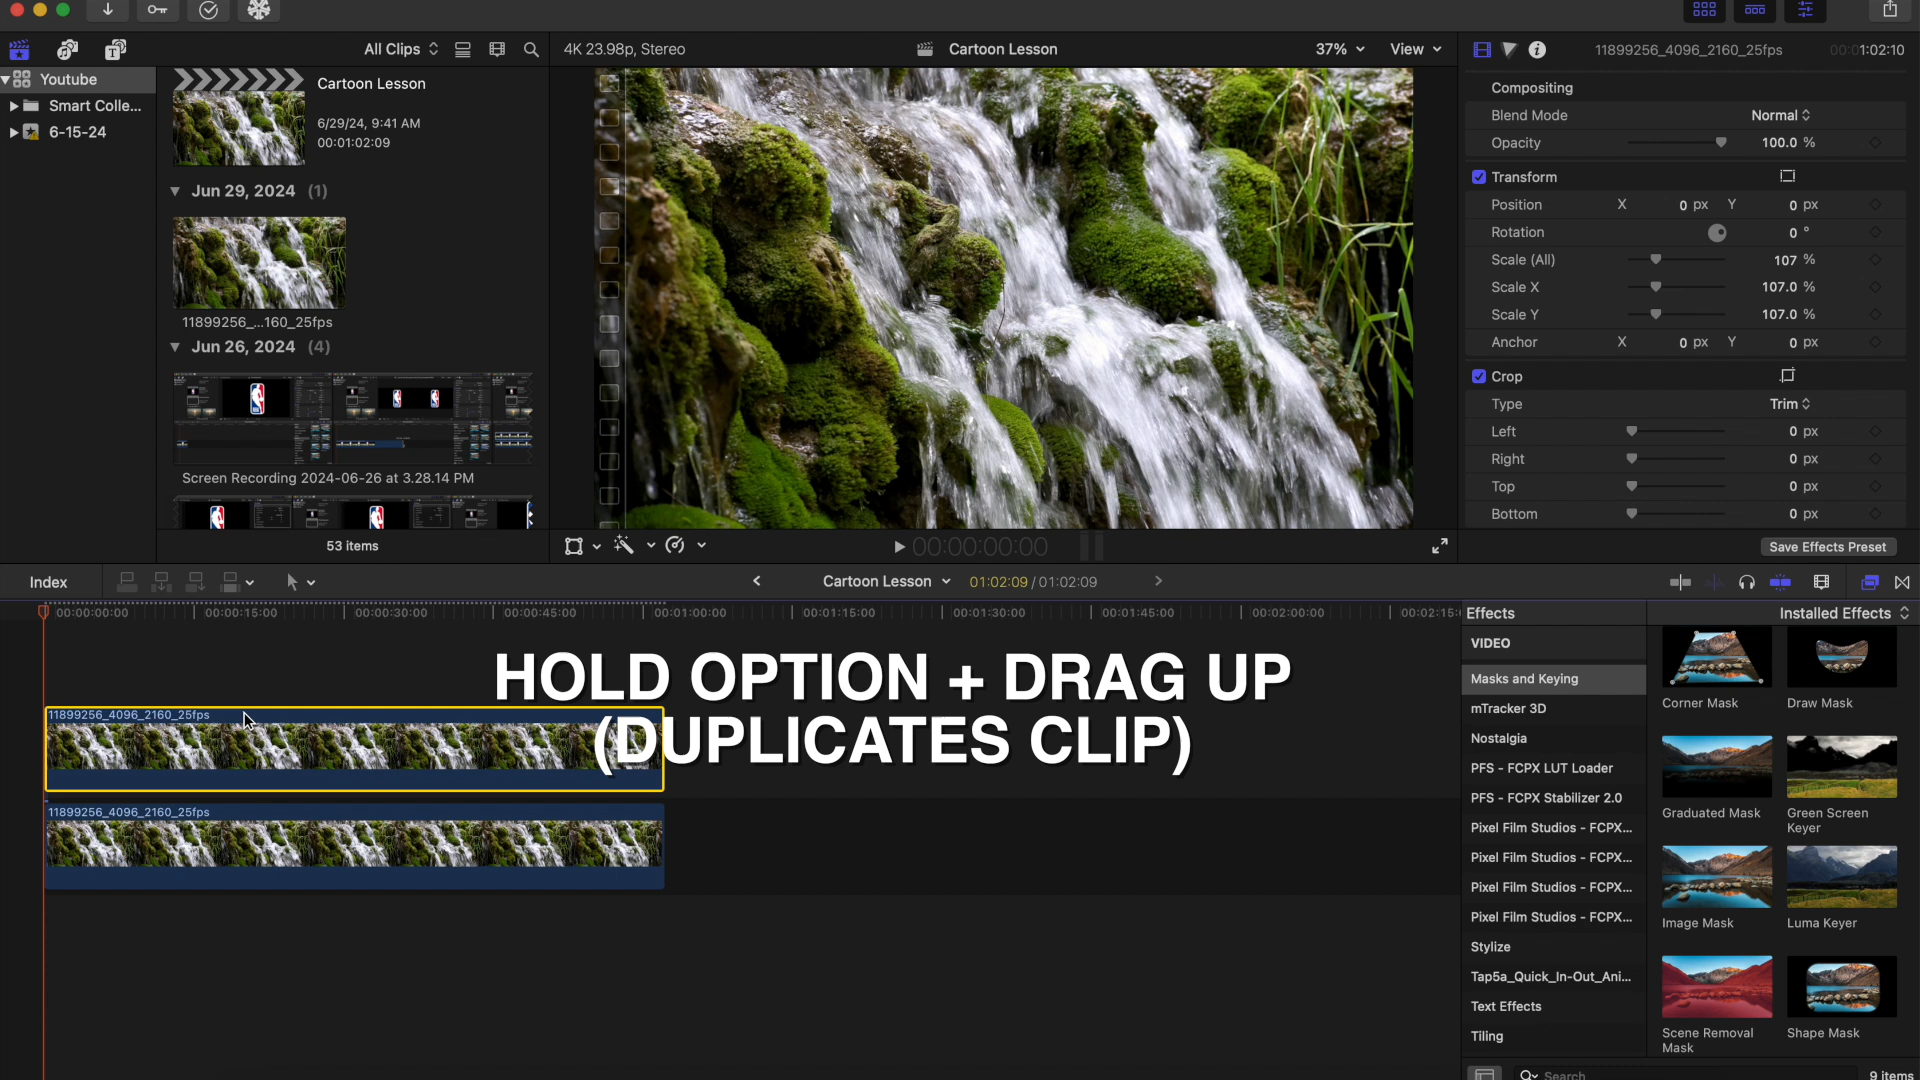 All Clips
4K 23.98p, Stereo
Cartoon Lesson
37%
View
11899256_4096_2160_25fps
00:00:01:02:10
Youtube
Smart Colle...
6-15-24
Cartoon Lesson
6/29/24, 9:41 AM
00:01:02:09
Jun 29, 2024 (1)
11899256_...160_25fps
Jun 26, 2024 (4)
Screen Recording 2024-06-26 at 3.28.14 PM
53 items
00:00:00:00
Compositing
Blend Mode Normal
Opacity 100.0 %
Transform
Position X 0 px Y 0 px
Rotation 0 °
Scale (All) 107 %
Scale X 107.0 %
Scale Y 107.0 %
Anchor X 0 px Y 0 px
Crop
Type Trim
Left 0 px
Right 0 px
Top 0 px
Bottom 0 px
Save Effects Preset
Index
Cartoon Lesson
01:02:09 / 01:02:09
00:00:00:00 00:00:15:00 00:00:30:00 00:00:45:00 00:01:00:00 00:01:15:00 00:01:30:00 00:01:45:00 00:02:00:00 00:02:15:
HOLD OPTION + DRAG UP
(DUPLICATES CLIP)
11899256_4096_2160_25fps
11899256_4096_2160_25fps
Effects
Installed Effects
VIDEO
Masks and Keying
mTracker 3D
Nostalgia
PFS - FCPX LUT Loader
PFS - FCPX Stabilizer 2.0
Pixel Film Studios - FCPX...
Pixel Film Studios - FCPX...
Pixel Film Studios - FCPX...
Pixel Film Studios - FCPX...
Stylize
Tap5a_Quick_In-Out_Ani...
Text Effects
Tiling
Corner Mask
Draw Mask
Graduated Mask
Green Screen
Keyer
Image Mask
Luma Keyer
Scene Removal
Mask
Shape Mask
Search
9 items